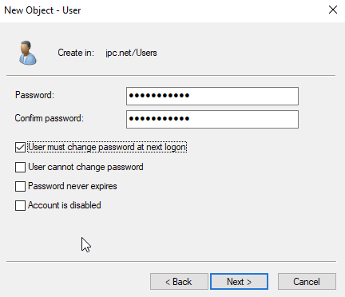 New Object - User
Create in: jpc.net/Users
Password: •••••••••••
Confirm password: •••••••••••
User must change password at next logon
User cannot change password
Password never expires
Account is disabled
< Back Next > Cancel